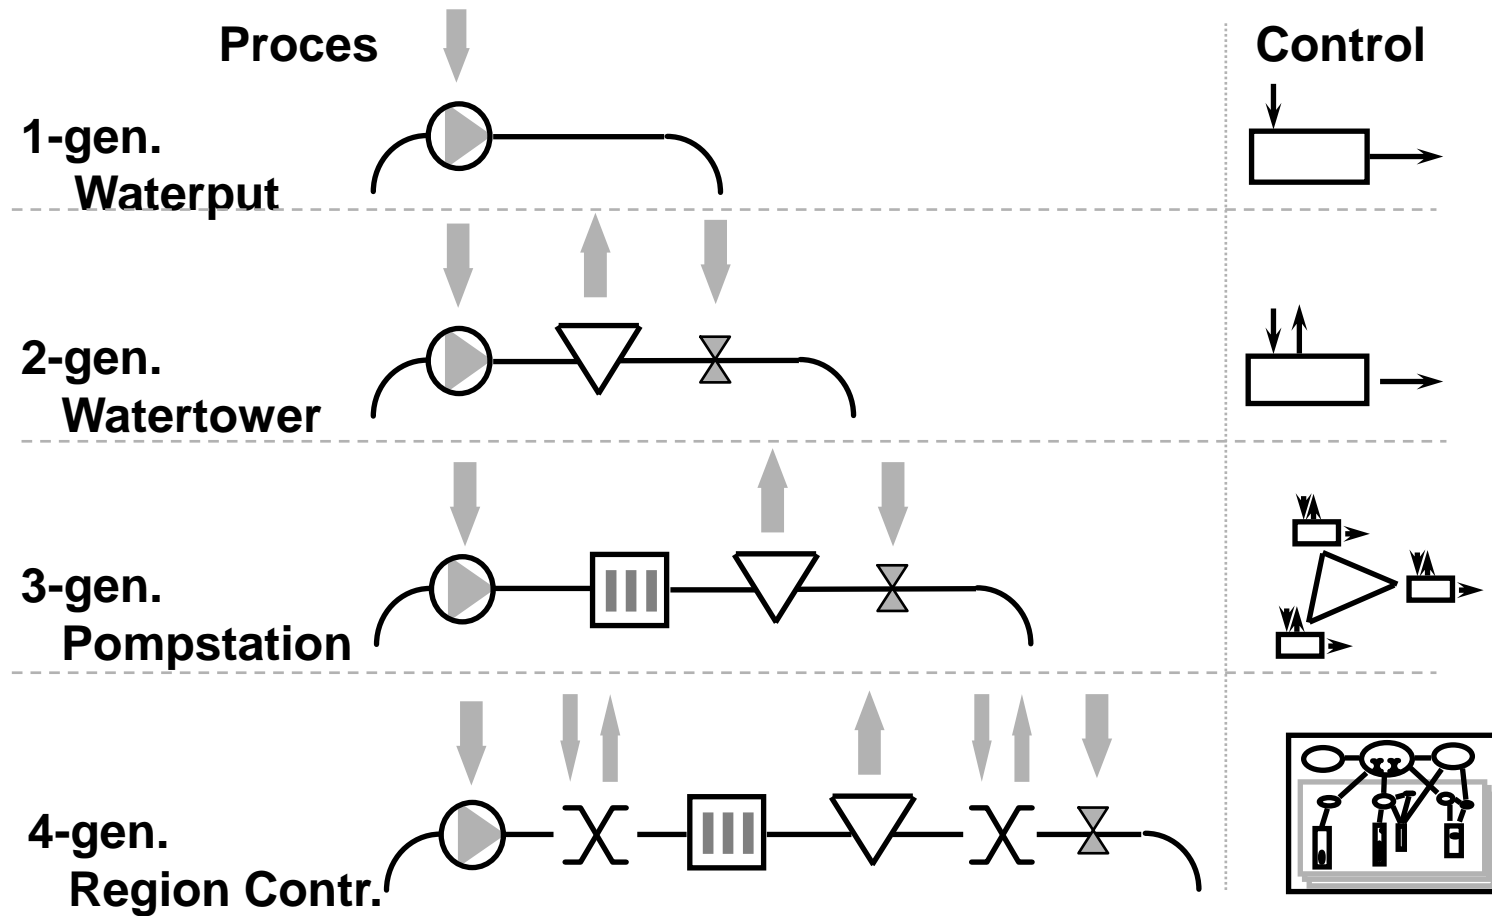 Proces
Control
1-gen.
Waterput
2-gen.
Watertower
3-gen.
Pompstation
4-gen.
Region Contr.